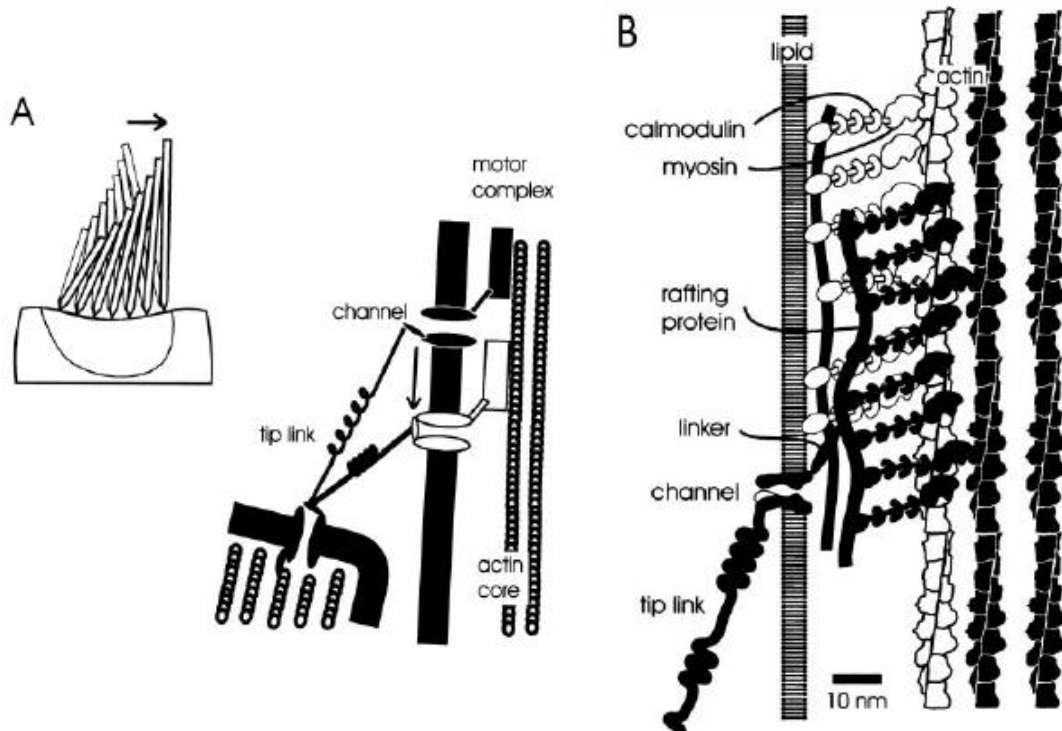 A
motor
complex
channel
tip link
actin
core
B
lipid
actin
calmodulin
myosin
rafting
protein
linker
channel
tip link
10 nm